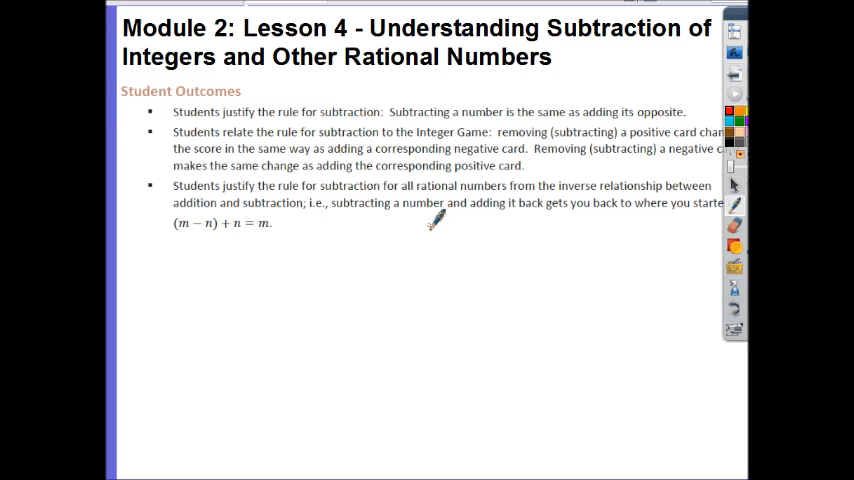 Module 2: Lesson 4 - Understanding Subtraction of
Integers and Other Rational Numbers
Student Outcomes
▪ Students justify the rule for subtraction: Subtracting a number is the same as adding its opposite.
▪ Students relate the rule for subtraction to the Integer Game: removing (subtracting) a positive card
the score in the same way as adding a corresponding negative card. Removing (subtracting) a negative
makes the same change as adding the corresponding positive card.
▪ Students justify the rule for subtraction for all rational numbers from the inverse relationship between
addition and subtraction; i.e., subtracting a number and adding it back gets you back to where you
(m − n) + n = m.